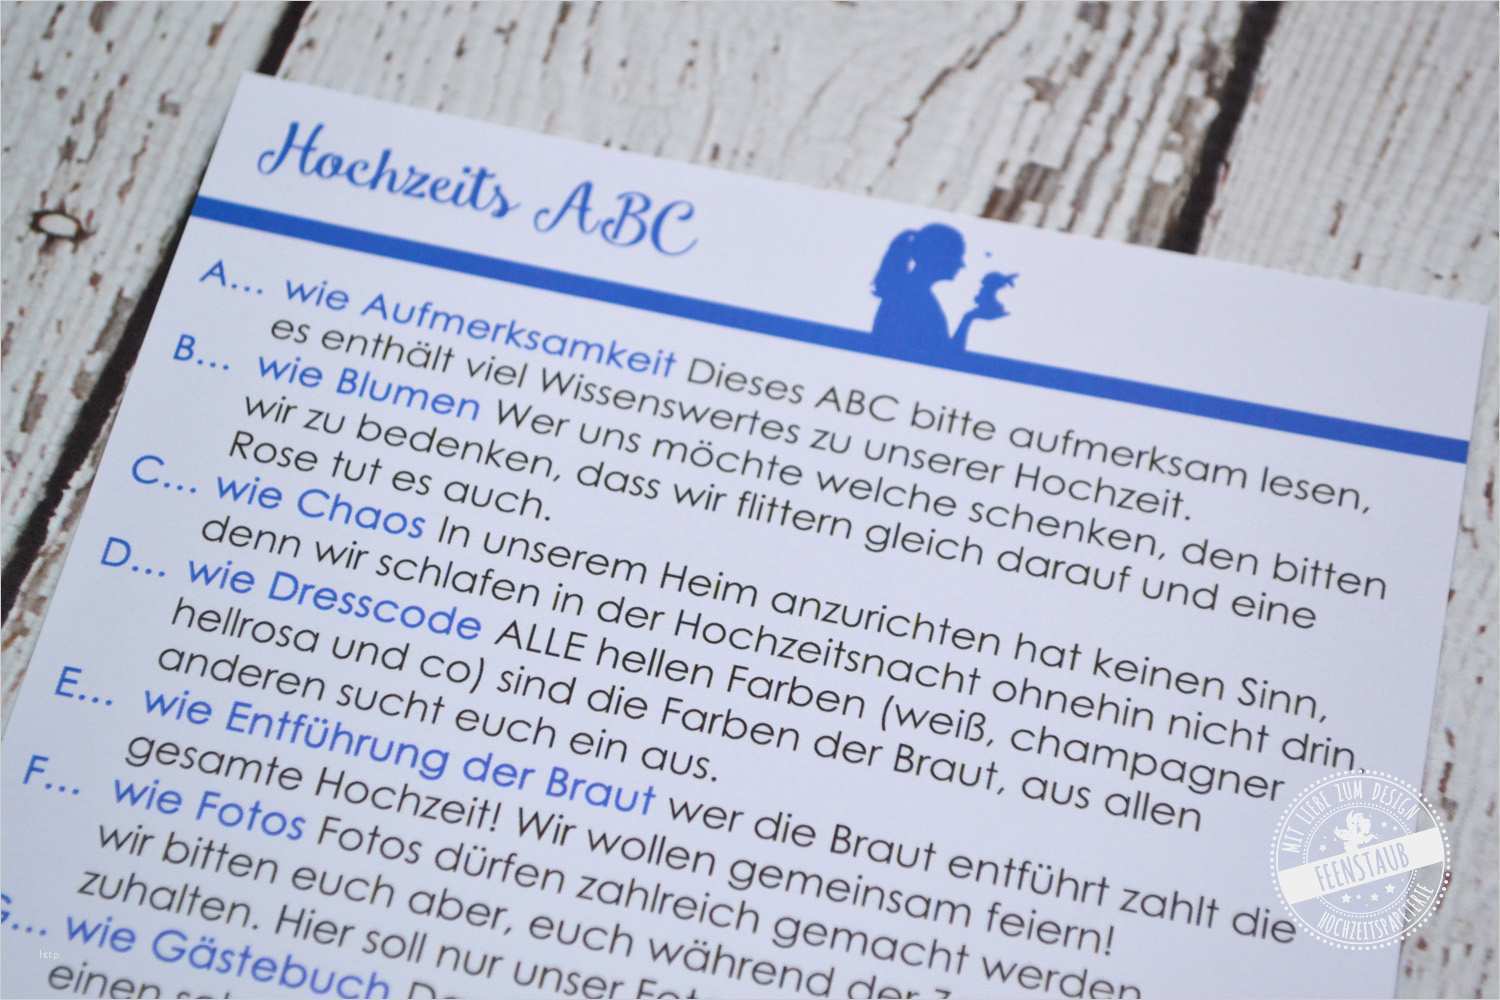 Hochzeits ABC
A... wie Aufmerksamkeit Dieses ABC bitte aufmerksam lesen,
es enthält viel Wissenswertes zu unserer Hochzeit.
B... wie Blumen Wer uns möchte welche schenken, den bitten
wir zu bedenken, dass wir flittern gleich darauf und eine
Rose tut es auch.
C... wie Chaos In unserem Heim anzurichten hat keinen Sinn,
denn wir schlafen in der Hochzeitsnacht ohnehin nicht drin.
D... wie Dresscode ALLE hellen Farben (weiß, champagner
hellrosa und co) sind die Farben der Braut, aus allen
anderen sucht euch ein aus.
E... wie Entführung der Braut wer die Braut entführt zahlt die
gesamte Hochzeit! Wir wollen gemeinsam feiern!
F... wie Fotos Fotos dürfen zahlreich gemacht werden
wir bitten euch aber, euch während der
zuhalten. Hier soll nur unser
G... wie Gästebuch
einen
MIT LIEBE ZUM DESIGN
FEENSTAUB
HOCHZEITSPAPETERIE